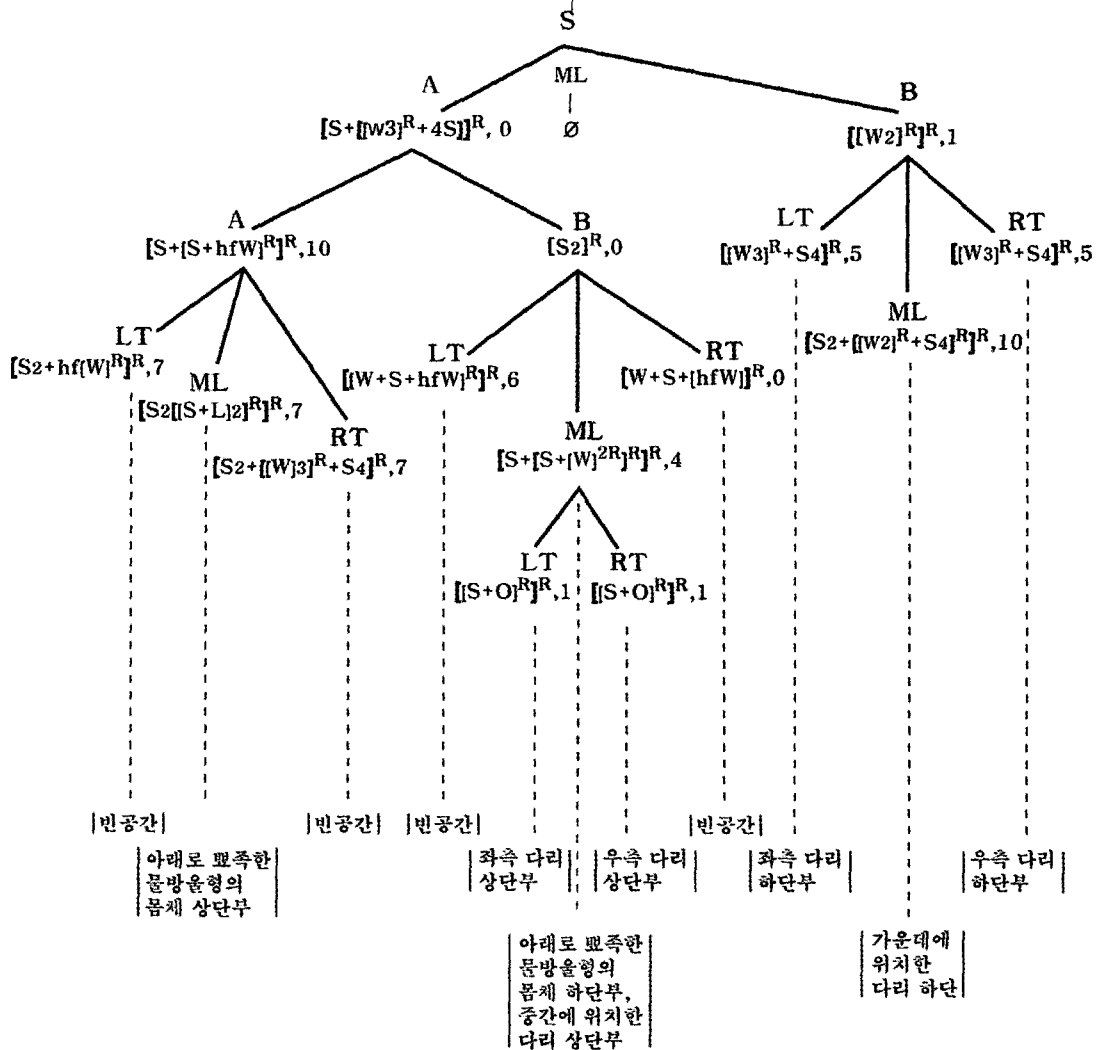 S
A ML B
[S+[[W3]ᴿ+4S]]ᴿ, 0 Ø [[W2]ᴿ]ᴿ,1
A B LT RT
[S+[S+hfW]ᴿ]ᴿ,10 [S2]ᴿ,0 [[W3]ᴿ+S4]ᴿ,5 [[W3]ᴿ+S4]ᴿ,5
LT LT RT ML
[S2+hf[W]ᴿ]ᴿ,7 [[W+S+hfW]ᴿ]ᴿ,6 [W+S+[hfW]]ᴿ,0 [S2+[[W2]ᴿ+S4]ᴿ]ᴿ,10
ML
[S2[[S+L]2]ᴿ]ᴿ,7
RT ML
[S2+[[W]3]ᴿ+S4]ᴿ,7 [S+[S+[W]²ᴿ]ᴿ]ᴿ,4
LT RT
[[S+O]ᴿ]ᴿ,1 [[S+O]ᴿ]ᴿ,1
|빈공간| |빈공간| |빈공간| |빈공간|
아래로 뾰족한 좌측 다리 우측 다리 좌측 다리 우측 다리
물방울형의 상단부 상단부 하단부 하단부
몸체 상단부
아래로 뾰족한 가운데에
물방울형의 위치한
몸체 하단부, 다리 하단
중간에 위치한
다리 상단부